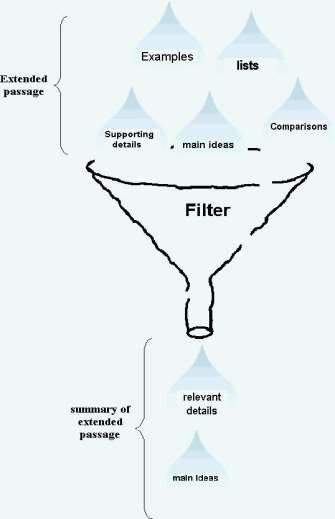 Examples
lists
Extended
passage
Supporting
details
main ideas
Comparisons
Filter
relevant
details
summary of
extended
passage
main Ideas